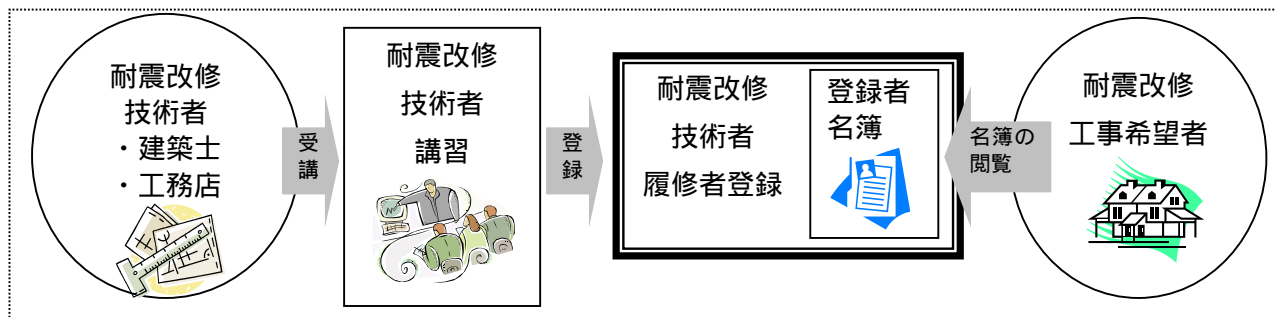 耐震改修
技術者
・建築士
・工務店
受
講
耐震改修
技術者
講習
登
録
耐震改修
技術者
履修者登録
登録者
名簿
名簿の
閲覧
耐震改修
工事希望者